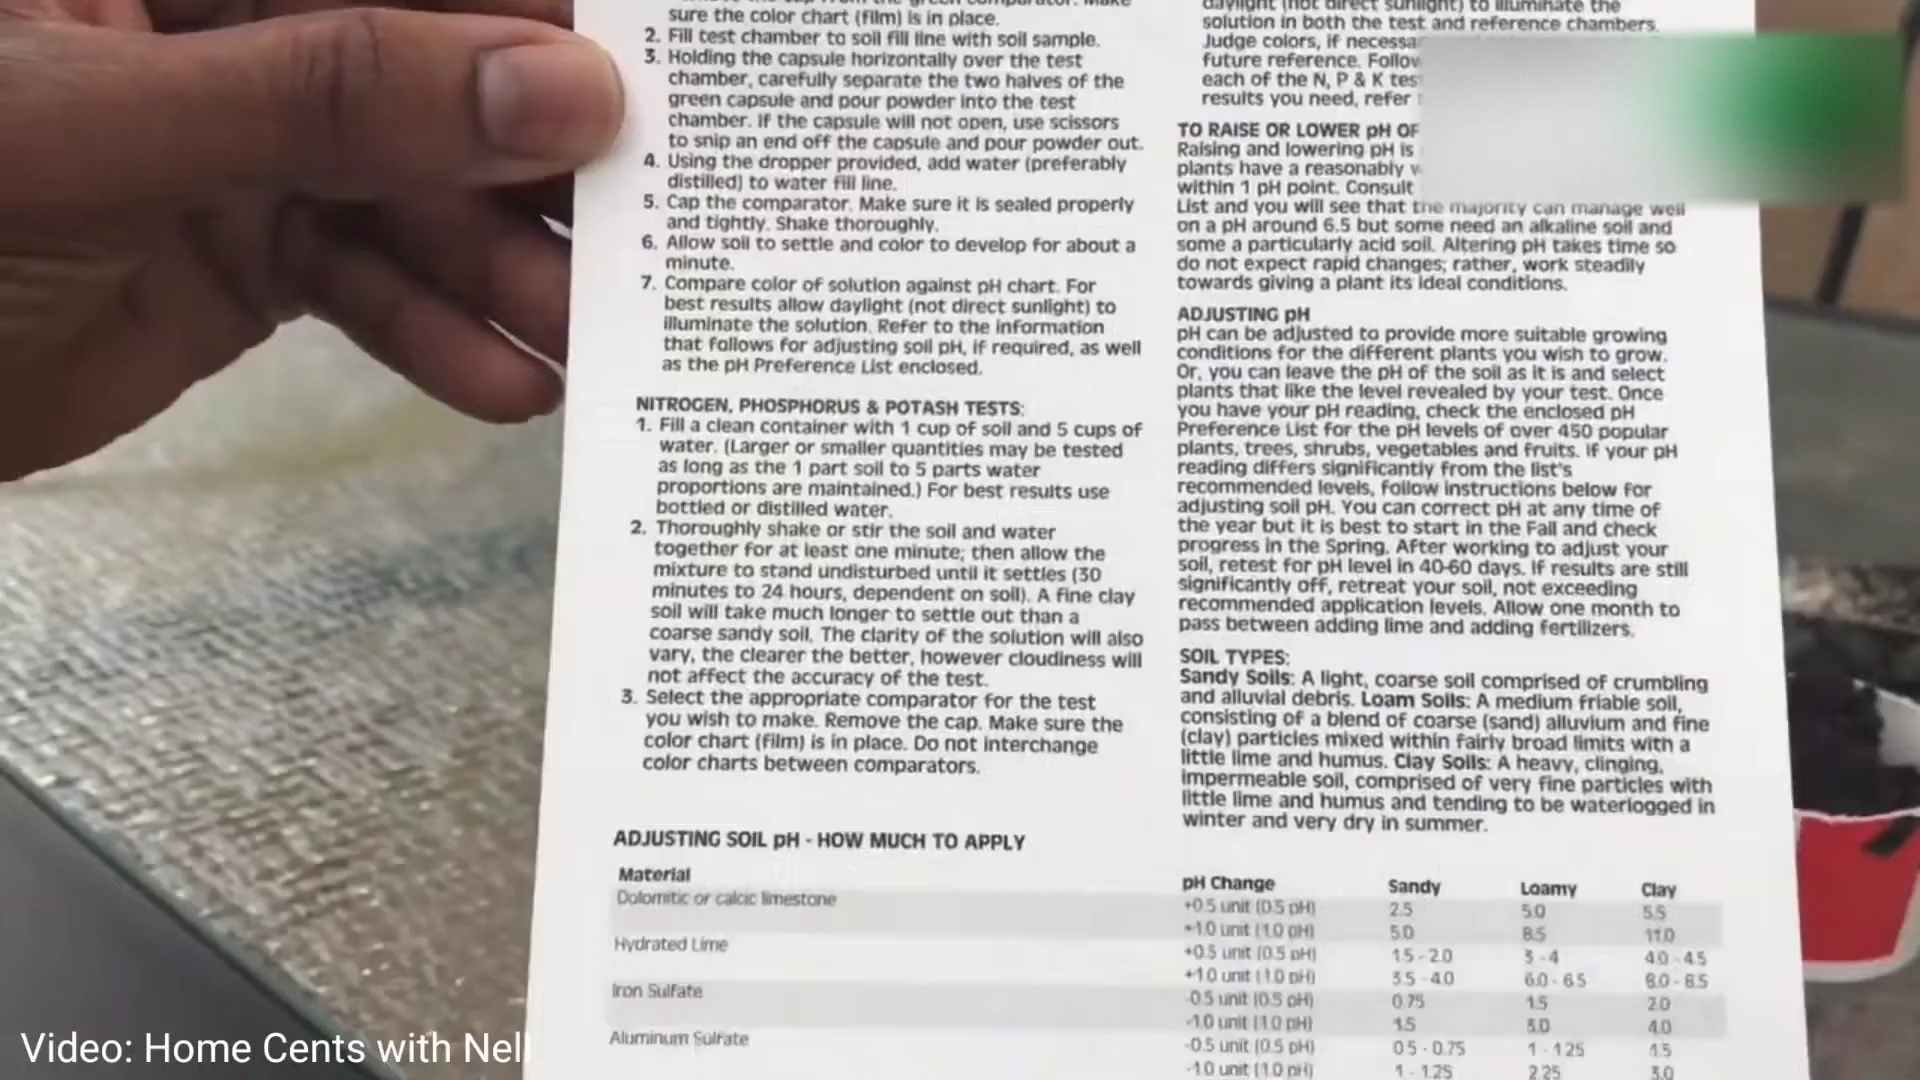 sure the color chart (film) is in place.
2. Fill test chamber to soil fill line with soil sample.
3. Holding the capsule horizontally over the test
chamber, carefully separate the two halves of the
green capsule and pour powder into the test
chamber. If the capsule will not open, use scissors
to snip an end off the capsule and pour powder out.
4. Using the dropper provided, add water (preferably
distilled) to water fill line.
5. Cap the comparator. Make sure it is sealed properly
and tightly. Shake thoroughly.
6. Allow soil to settle and color to develop for about a
minute.
7. Compare color of solution against pH chart. For
best results allow daylight (not direct sunlight) to
illuminate the solution. Refer to the information
that follows for adjusting soil pH, if required, as well
as the pH Preference List enclosed.
NITROGEN, PHOSPHORUS & POTASH TESTS:
1. Fill a clean container with 1 cup of soil and 5 cups of
water. (Larger or smaller quantities may be tested
as long as the 1 part soil to 5 parts water
proportions are maintained.) For best results use
bottled or distilled water.
2. Thoroughly shake or stir the soil and water
together for at least one minute; then allow the
mixture to stand undisturbed until it settles (30
minutes to 24 hours, dependent on soil). A fine clay
soil will take much longer to settle out than a
coarse sandy soil. The clarity of the solution will also
vary, the clearer the better, however cloudiness will
not affect the accuracy of the test.
3. Select the appropriate comparator for the test
you wish to make. Remove the cap. Make sure the
color chart (film) is in place. Do not interchange
color charts between comparators.
daylight (not direct sunlight) to illuminate the
solution in both the test and reference chambers.
Judge colors, if
future reference.
each of the N, P & K
results you need, refer
TO RAISE OR LOWER pH OF
Raising and lowering pH is
plants have a reasonably
within 1 pH point. Consult
List and you will see that the majority can manage well
on a pH around 6.5 but some need an alkaline soil and
some a particularly acid soil. Altering pH takes time so
do not expect rapid changes; rather, work steadily
towards giving a plant its ideal conditions.
ADJUSTING pH
pH can be adjusted to provide more suitable growing
conditions for the different plants you wish to grow.
Or, you can leave the pH of the soil as it is and select
plants that like the level revealed by your test. Once
you have your pH reading, check the enclosed pH
Preference List for the pH levels of over 450 popular
plants, trees, shrubs, vegetables and fruits. If your pH
reading differs significantly from the list's
recommended levels, follow instructions below for
adjusting soil pH. You can correct pH at any time of
the year but it is best to start in the Fall and check
progress in the Spring. After working to adjust your
soil, retest for pH level in 40-60 days. If results are still
significantly off, retreat your soil, not exceeding
recommended application levels. Allow one month to
pass between adding lime and adding fertilizers.
SOIL TYPES:
Sandy Soils: A light, coarse soil comprised of crumbling
and alluvial debris. Loam Soils: A medium friable soil,
consisting of a blend of coarse (sand) alluvium and fine
(clay) particles mixed within fairly broad limits with a
little lime and humus. Clay Soils: A heavy, clinging,
impermeable soil, comprised of very fine particles with
little lime and humus and tending to be waterlogged in
winter and very dry in summer.
ADJUSTING SOIL pH - HOW MUCH TO APPLY
Material pH Change Sandy Loamy Clay
Dolomitic or calcic limestone +0.5 unit (0.5 pH) 2.5 5.0 5.5
+1.0 unit (1.0 pH) 5.0 8.5 11.0
Hydrated Lime +0.5 unit (0.5 pH) 1.5 - 2.0 3 - 4 4.0 - 4.5
+1.0 unit (1.0 pH) 3.5 - 4.0 6.0 - 6.5 8.0 - 8.5
Iron Sulfate -0.5 unit (0.5 pH) 0.75 1.5 2.0
-1.0 unit (1.0 pH) 1.5 3.0 4.0
Aluminum Sulfate -0.5 unit (0.5 pH) 0.5 - 0.75 1 - 1.25 1.5
-1.0 unit (1.0 pH) 1 - 1.25 2.25 3.0
Video: Home Cents with Nell